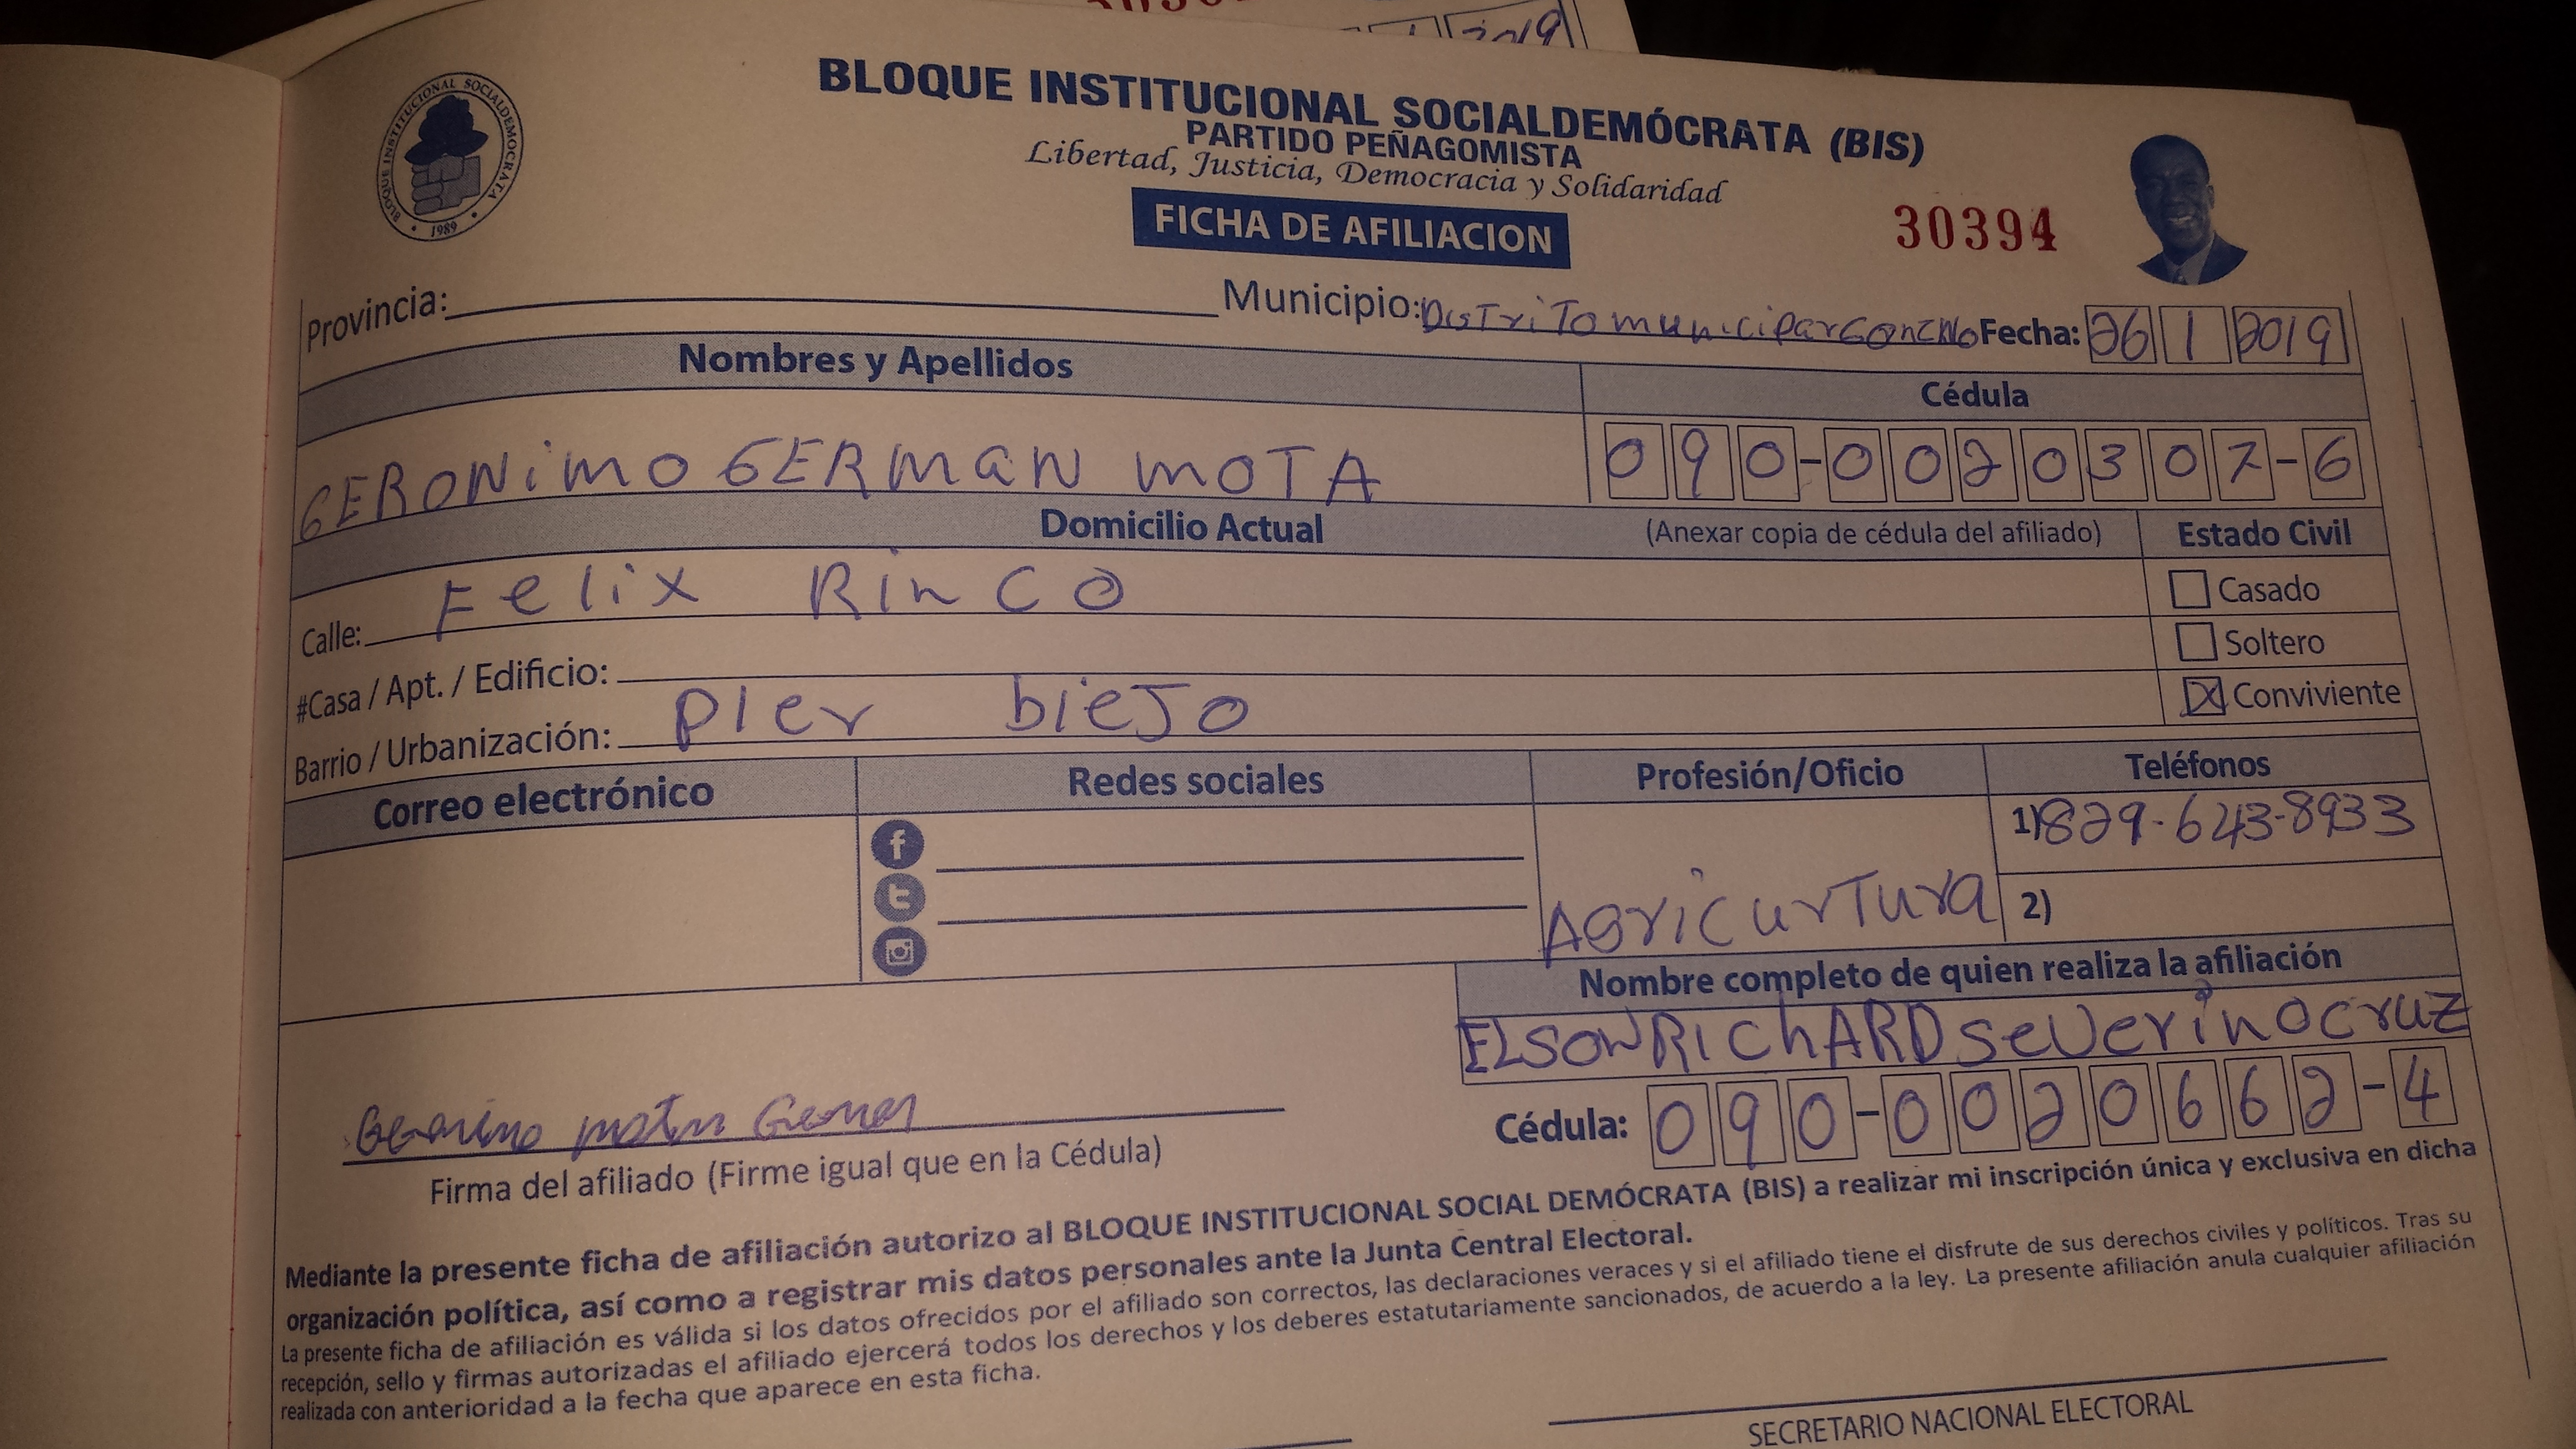 2019
BLOQUE INSTITUCIONAL SOCIALDEMOCRATA
1989
BLOQUE INSTITUCIONAL SOCIALDEMÓCRATA (BIS)
PARTIDO PEÑAGOMISTA
Libertad, Justicia, Democracia y Solidaridad
FICHA DE AFILIACION
30394
Provincia: Municipio: DisTriTo municipar Fecha: 26 1 2019
Nombres y Apellidos Cédula
GERONiMO GERMAN MOTA 090-0020307-6
Domicilio Actual (Anexar copia de cédula del afiliado) Estado Civil
Calle: Felix RinCO Casado
#Casa / Apt. / Edificio: Soltero
Barrio / Urbanización: pler bieJo Conviviente
Correo electrónico Redes sociales Profesión/Oficio Teléfonos
1) 829-643-8933
AGricurTura 2)
Nombre completo de quien realiza la afiliación
ELSON RIChARD severino cruz
Cédula: 090-0020662-4
Firma del afiliado (Firme igual que en la Cédula)
Mediante la presente ficha de afiliación autorizo al BLOQUE INSTITUCIONAL SOCIAL DEMÓCRATA (BIS) a realizar mi inscripción única y exclusiva en dicha
organización política, así como a registrar mis datos personales ante la Junta Central Electoral.
La presente ficha de afiliación es válida si los datos ofrecidos por el afiliado son correctos, las declaraciones veraces y si el afiliado tiene el disfrute de sus derechos civiles y políticos. Tras su
recepción, sello y firmas autorizadas el afiliado ejercerá todos los derechos y los deberes estatutariamente sancionados, de acuerdo a la ley. La presente afiliación anula cualquier afiliación
realizada con anterioridad a la fecha que aparece en esta ficha.
SECRETARIO NACIONAL ELECTORAL